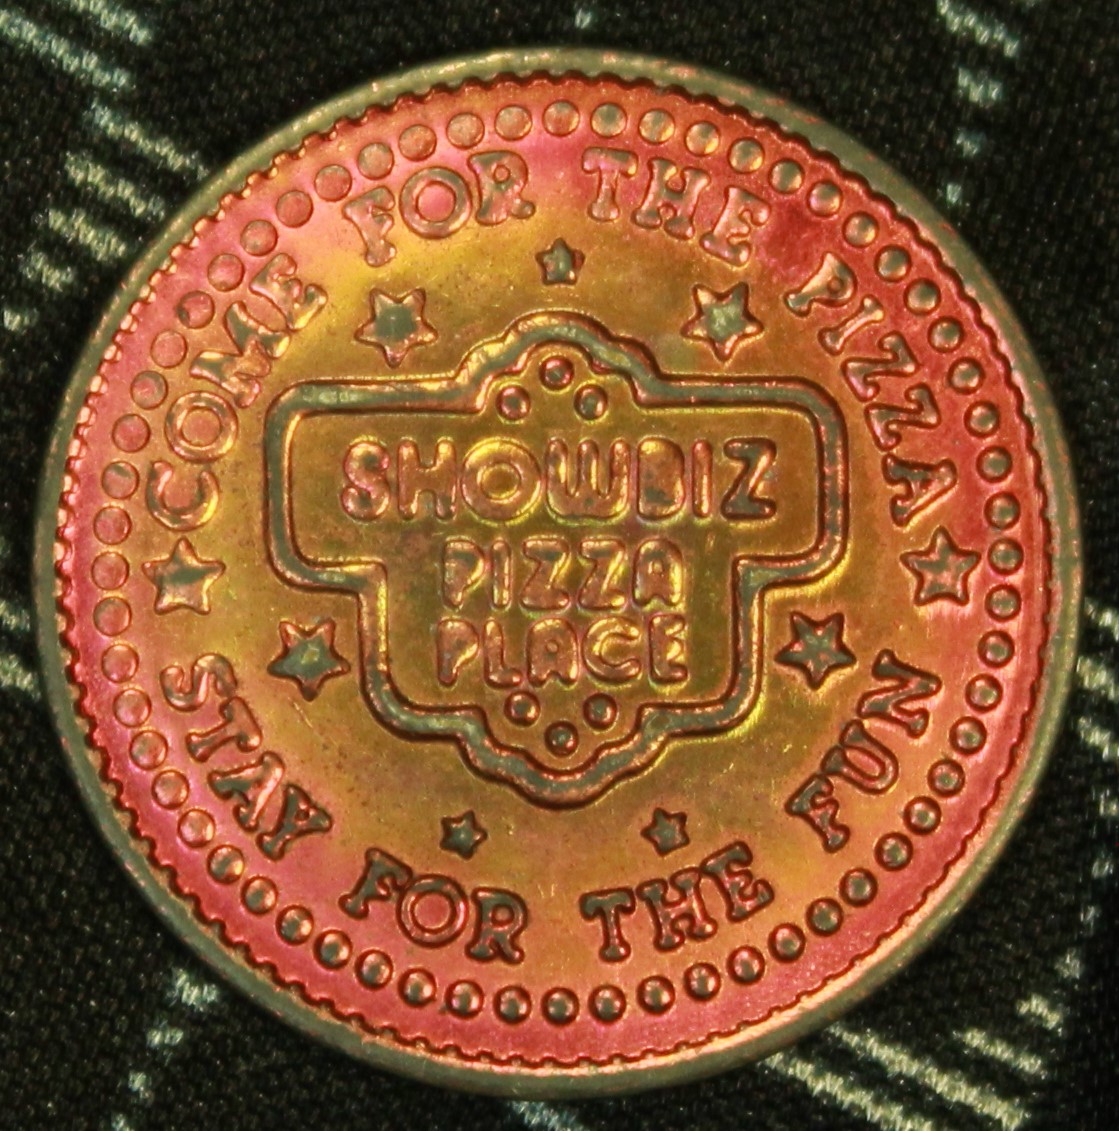 COME FOR THE PIZZA
SHOWBIZ
PIZZA
PLACE
STAY FOR THE FUN